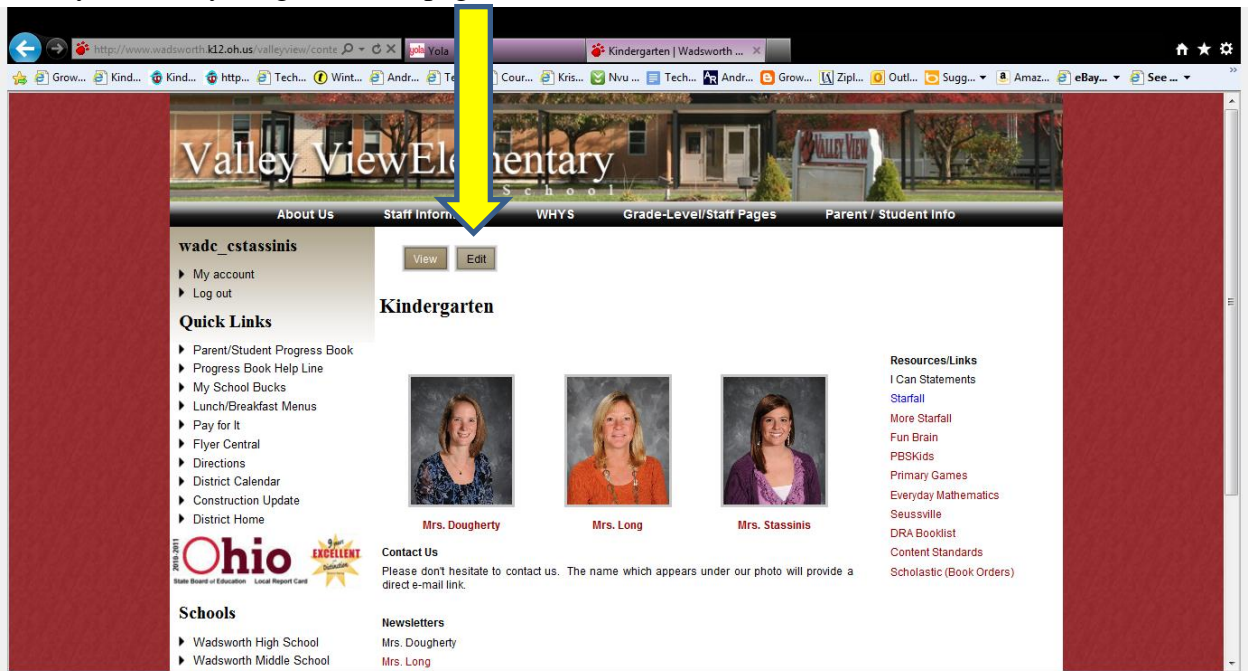 http://www.wadsworth.k12.oh.us/valleyview/conte
yola Yola
Kindergarten | Wadsworth ...
Grow... Kind... Kind... http... Tech... Wint... Andr... Cour... Kris... Nvu ... Tech... Andr... Grow... Zipl... Outl... Sugg... Amaz... eBay... See ...
Valley ViewElementary
School
VALLEY VIEW
About Us Staff WHYS Grade-Level/Staff Pages Parent / Student Info
wadc_cstassinis
My account
Log out
Quick Links
Parent/Student Progress Book
Progress Book Help Line
My School Bucks
Lunch/Breakfast Menus
Pay for It
Flyer Central
Directions
District Calendar
Construction Update
District Home
2010-2011
Ohio
EXCELLENT
Distinction
State Board of Education Local Report Card
Schools
Wadsworth High School
Wadsworth Middle School
View Edit
Kindergarten
Mrs. Dougherty Mrs. Long Mrs. Stassinis
Contact Us
Please don't hesitate to contact us. The name which appears under our photo will provide a
direct e-mail link.
Newsletters
Mrs. Dougherty
Mrs. Long
Resources/Links
I Can Statements
Starfall
More Starfall
Fun Brain
PBSKids
Primary Games
Everyday Mathematics
Seussville
DRA Booklist
Content Standards
Scholastic (Book Orders)